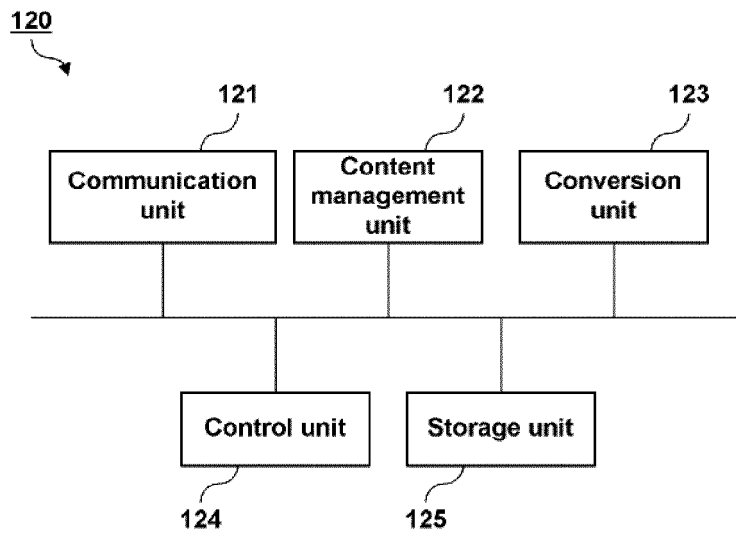 120
121
122
123
Communication
unit
Content
management
unit
Conversion
unit
Control unit
Storage unit
124
125